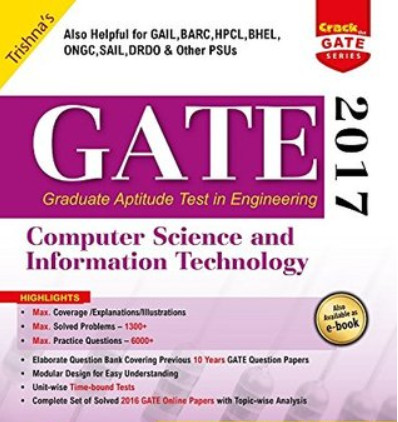 Trishna's
Also Helpful for GAIL,BARC,HPCL,BHEL,
ONGC,SAIL,DRDO & Other PSUs
Crack the
GATE
SERIES
GATE
2017
Graduate Aptitude Test in Engineering
Computer Science and
Information Technology
HIGHLIGHTS
• Max. Coverage /Explanations/Illustrations
• Max. Solved Problems – 1300+
• Max. Practice Questions – 6000+
Also
Available as
e-book
• Elaborate Question Bank Covering Previous 10 Years GATE Question Papers
• Modular Design for Easy Understanding
• Unit-wise Time-bound Tests
• Complete Set of Solved 2016 GATE Online Papers with Topic-wise Analysis